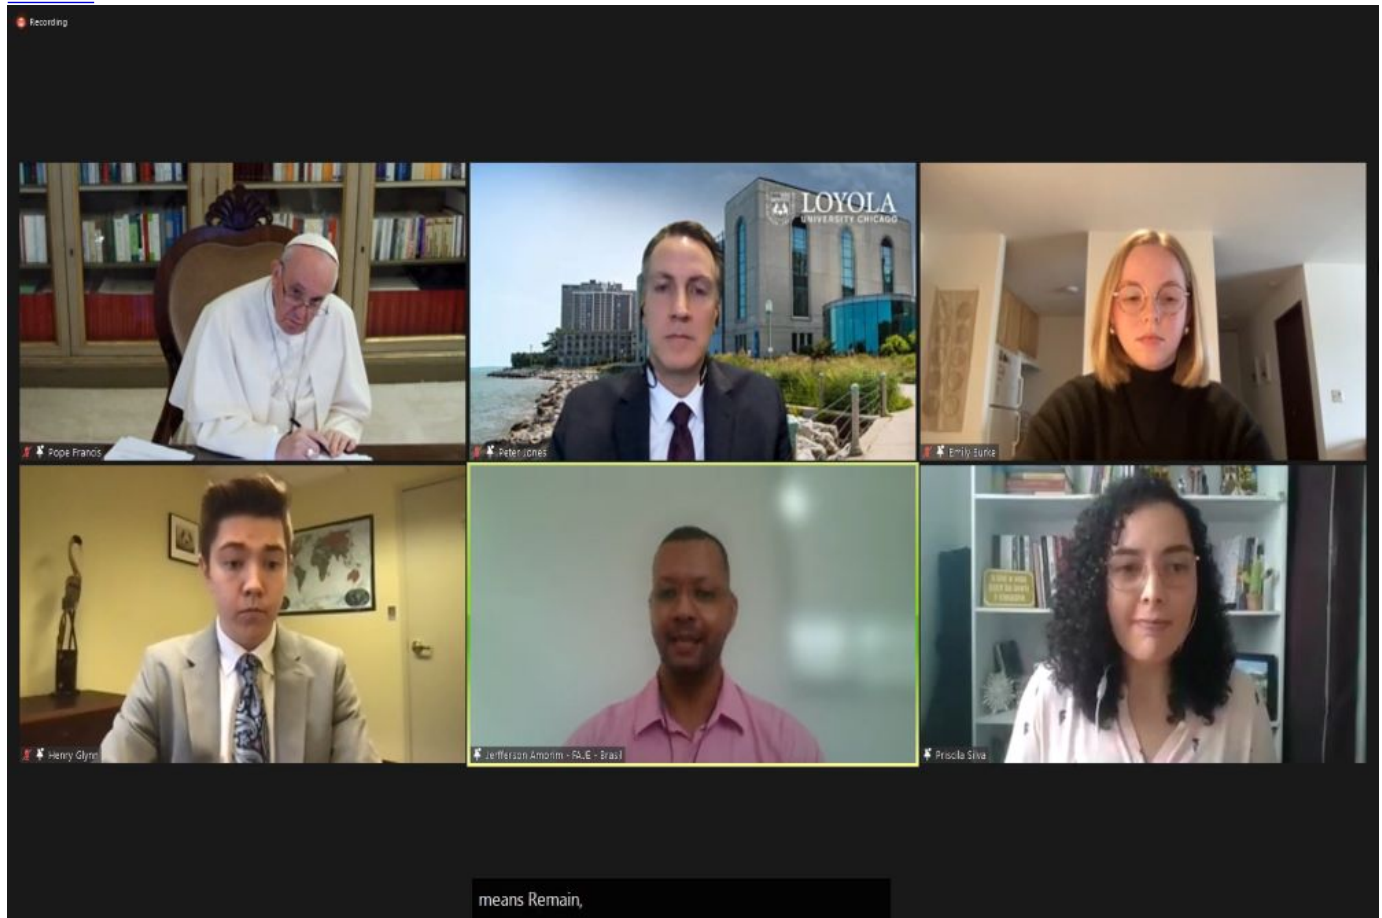 Recording
LOYOLA
UNIVERSITY CHICAGO
Pope Francis
Peter Jones
Emily Burke
Henry Glynn
Jefferson Amorim - FAJE - Brasil
Priscila Silva
means Remain,